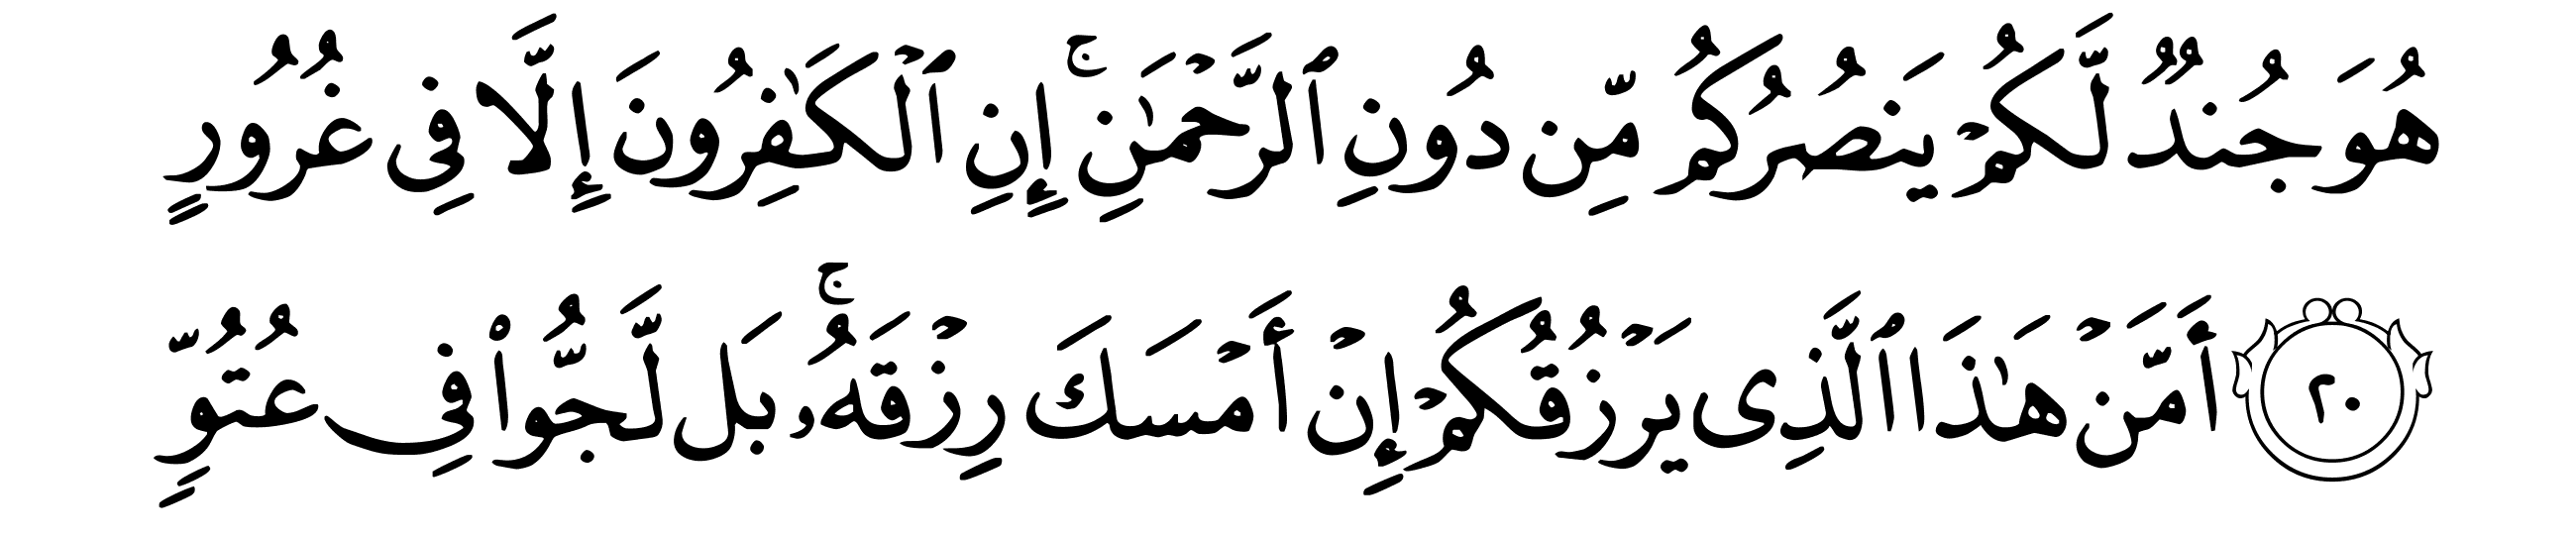 هُوَ جُندٌ لَّكُمْ يَنصُرُكُم مِّن دُونِ ٱلرَّحْمَٰنِ ۚ إِنِ ٱلْكَٰفِرُونَ إِلَّا فِى غُرُورٍ
٢٠ أَمَّنْ هَٰذَا ٱلَّذِى يَرْزُقُكُمْ إِنْ أَمْسَكَ رِزْقَهُۥ ۚ بَل لَّجُّوا۟ فِى عُتُوٍّ